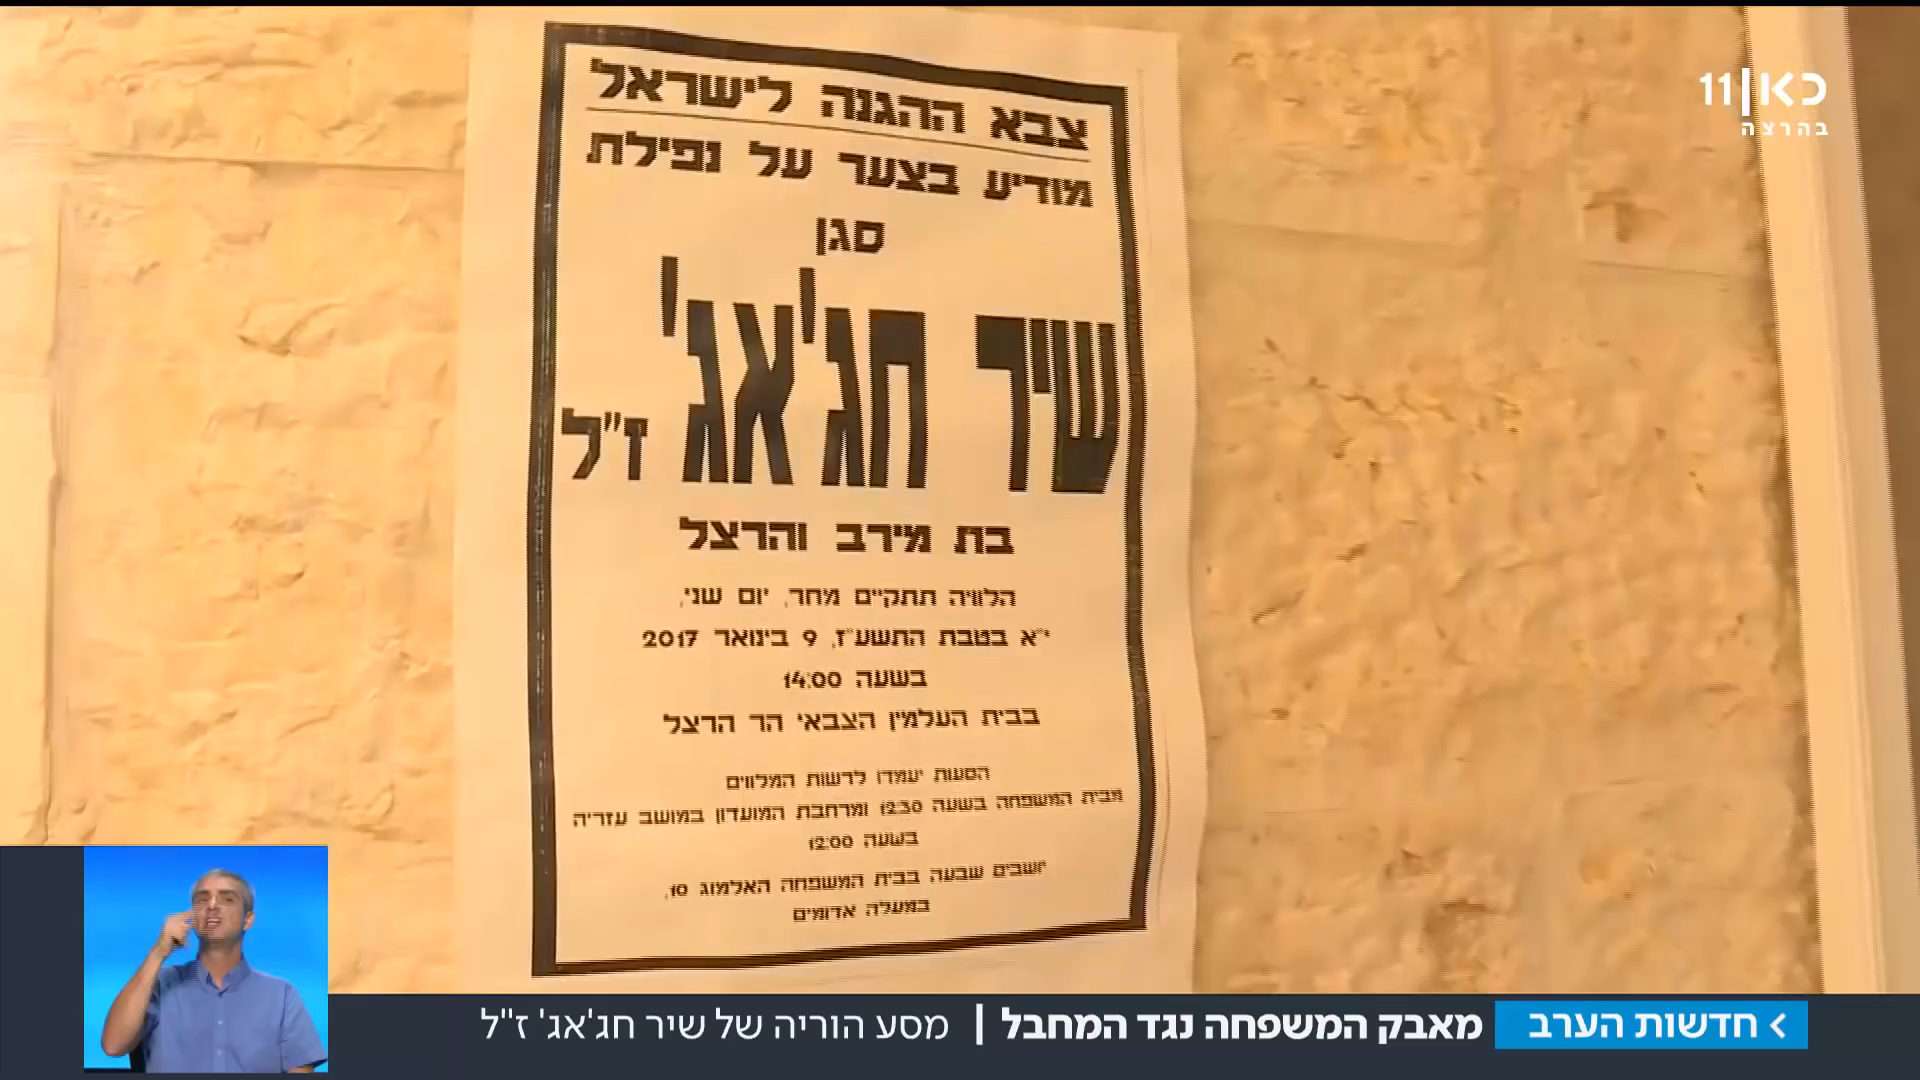 צבא ההגנה לישראל
מודיע בצער על נפילת
סגן
שיר חג'אג' ז"ל
בת מירב והרצל
הלוויה תתקיים מחר, יום שני,
י"א בטבת התשע"ז, 9 בינואר 2017
בשעה 14:00
בבית העלמין הצבאי הר הרצל
הסעות יעמדו לרשות המלווים
מבית המשפחה בשעה 12:30 ומרחבת המועדון במושב עזריה
בשעה 12:00
יושבים שבעה בבית המשפחה האלמוג 10,
במעלה אדומים
כאן|11
בהרצה
חדשות הערב
מאבק המשפחה נגד המחבל | מסע הוריה של שיר חג'אג' ז"ל